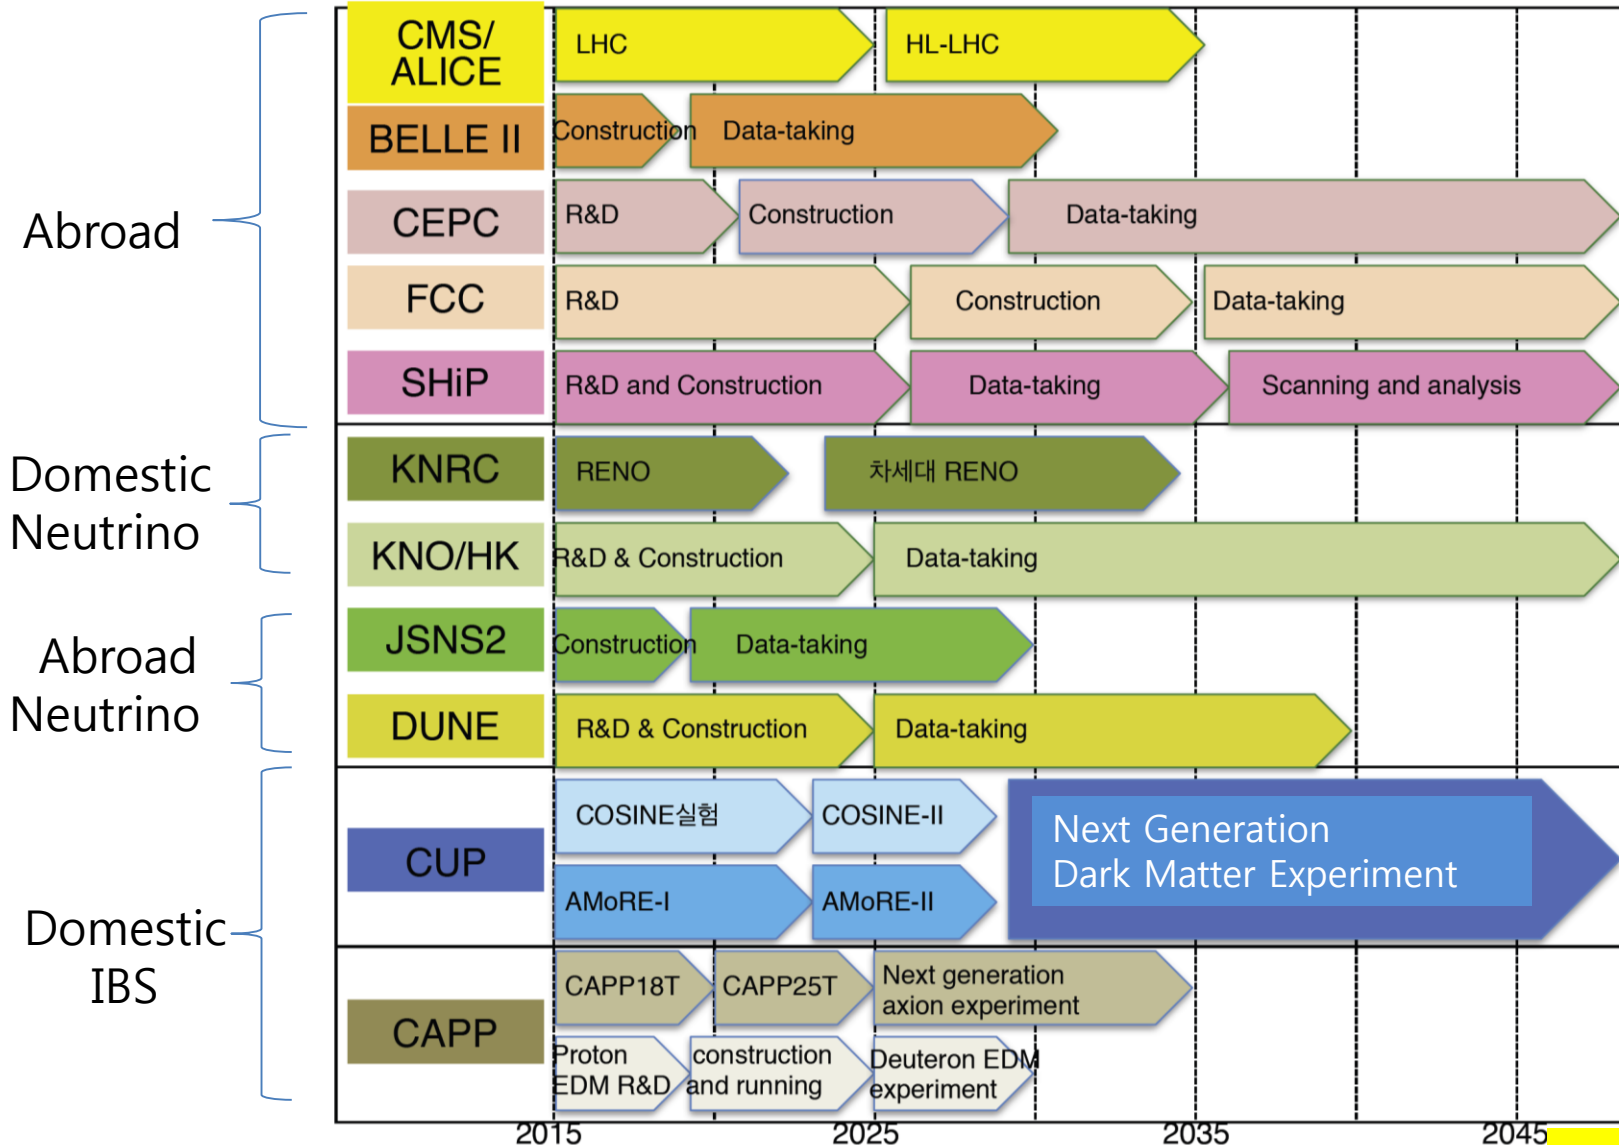 Abroad
CMS/
ALICE
LHC
HL-LHC
BELLE II
Construction
Data-taking
CEPC
R&D
Construction
Data-taking
FCC
R&D
Construction
Data-taking
SHiP
R&D and Construction
Data-taking
Scanning and analysis
Domestic
Neutrino
KNRC
RENO
차세대 RENO
KNO/HK
R&D & Construction
Data-taking
Abroad
Neutrino
JSNS2
Construction
Data-taking
DUNE
R&D & Construction
Data-taking
Domestic
IBS
CUP
COSINE실험
COSINE-II
AMoRE-I
AMoRE-II
Next Generation
Dark Matter Experiment
CAPP
CAPP18T
CAPP25T
Next generation
axion experiment
Proton
EDM R&D
construction
and running
Deuteron EDM
experiment
2015
2025
2035
2045